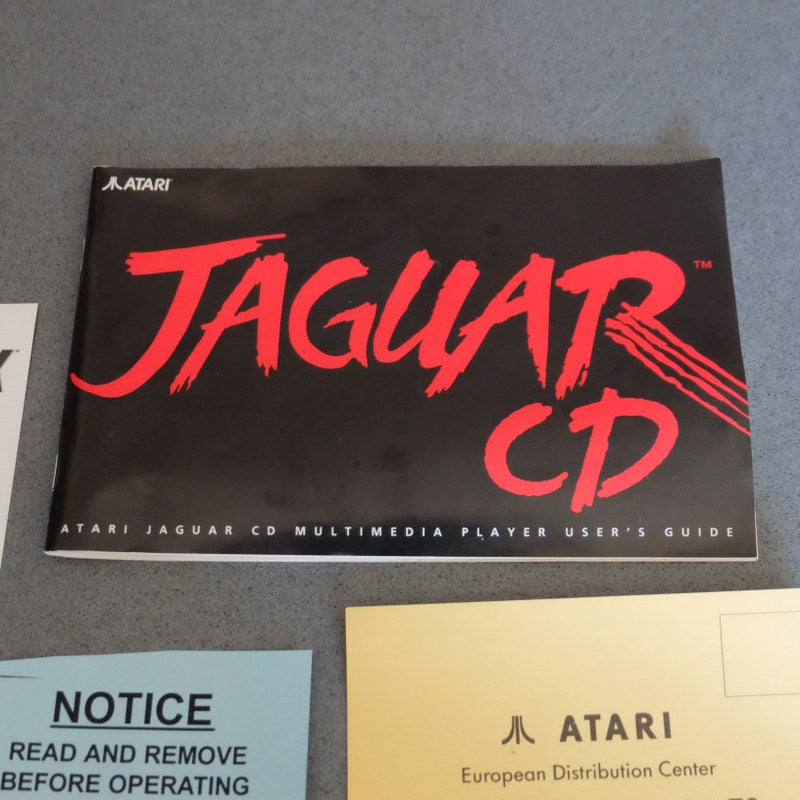 ATARI
JAGUAR™
CD
ATARI JAGUAR CD MULTIMEDIA PLAYER USER'S GUIDE
NOTICE
READ AND REMOVE
BEFORE OPERATING
ATARI
European Distribution Center